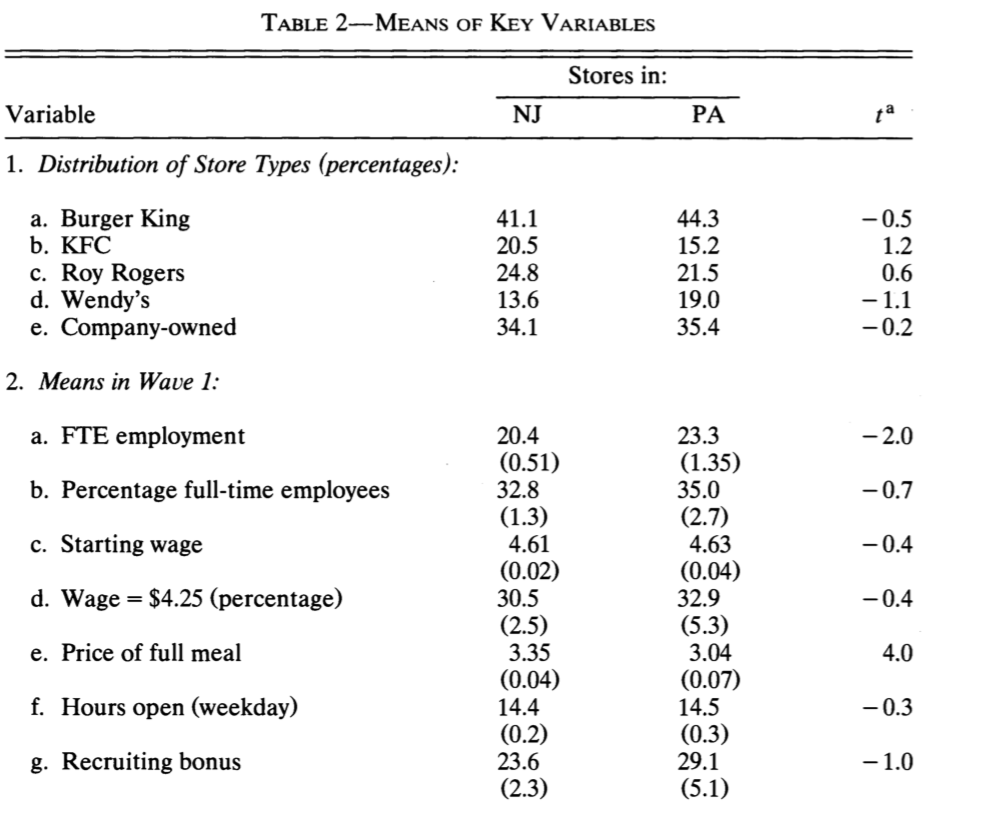 TABLE 2—MEANS OF KEY VARIABLES
Stores in:
Variable NJ PA tᵃ
1. Distribution of Store Types (percentages):
a. Burger King 41.1 44.3 −0.5
b. KFC 20.5 15.2 1.2
c. Roy Rogers 24.8 21.5 0.6
d. Wendy's 13.6 19.0 −1.1
e. Company-owned 34.1 35.4 −0.2
2. Means in Wave 1:
a. FTE employment 20.4 23.3 −2.0
(0.51) (1.35)
b. Percentage full-time employees 32.8 35.0 −0.7
(1.3) (2.7)
c. Starting wage 4.61 4.63 −0.4
(0.02) (0.04)
d. Wage = $4.25 (percentage) 30.5 32.9 −0.4
(2.5) (5.3)
e. Price of full meal 3.35 3.04 4.0
(0.04) (0.07)
f. Hours open (weekday) 14.4 14.5 −0.3
(0.2) (0.3)
g. Recruiting bonus 23.6 29.1 −1.0
(2.3) (5.1)